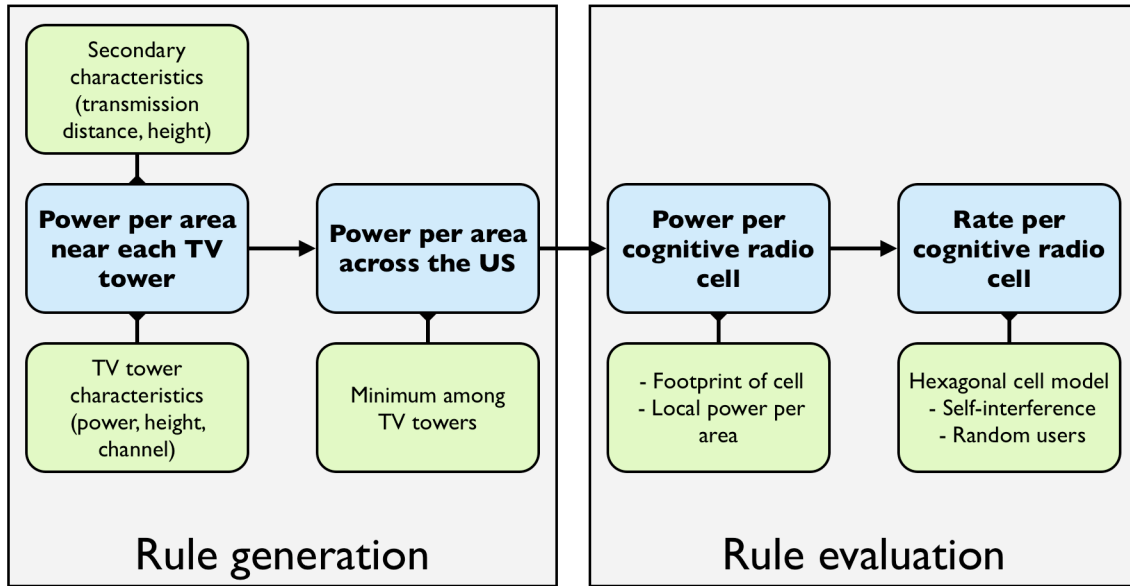 Secondary
characteristics
(transmission
distance, height)
Power per area
near each TV
tower
TV tower
characteristics
(power, height,
channel)
Power per area
across the US
Minimum among
TV towers
Rule generation
Power per
cognitive radio
cell
- Footprint of cell
- Local power per
area
Rate per
cognitive radio
cell
Hexagonal cell model
- Self-interference
- Random users
Rule evaluation